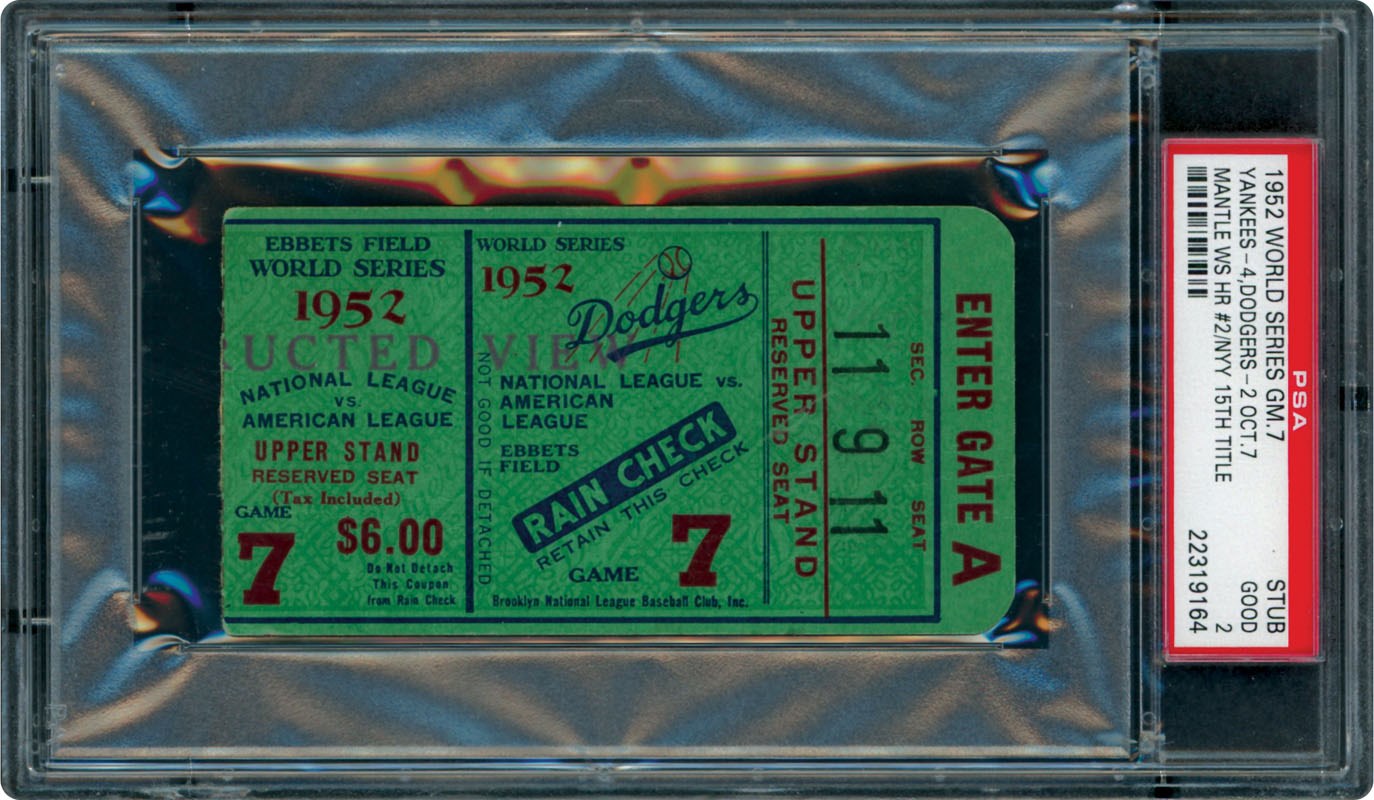 EBBETS FIELD
WORLD SERIES
1952
UCTED VIEW
NATIONAL LEAGUE
VS.
AMERICAN LEAGUE
UPPER STAND
RESERVED SEAT
(Tax Included)
GAME
7
$6.00
Do Not Detach
This Coupon
from Rain Check
NOT GOOD IF DETACHED
WORLD SERIES
1952
Dodgers
NATIONAL LEAGUE VS.
AMERICAN
LEAGUE
EBBETS
FIELD
RAIN CHECK
RETAIN THIS CHECK
GAME
7
Brooklyn National League Baseball Club, Inc.
UPPER STAND
RESERVED SEAT
SEC. ROW SEAT
11 9 11
ENTER GATE A
PSA
1952 WORLD SERIES GM.7 STUB
YANKEES - 4,DODGERS - 2 OCT.7 GOOD
MANTLE WS HR #2/NYY 15TH TITLE 2
22319164